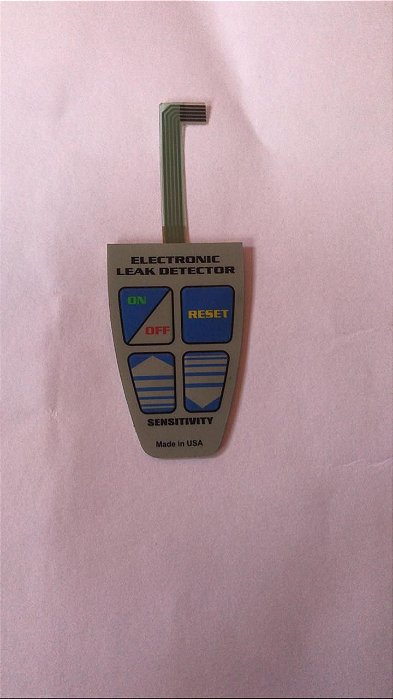 ELECTRONIC
LEAK DETECTOR
ON
OFF
RESET
SENSITIVITY
Made in USA